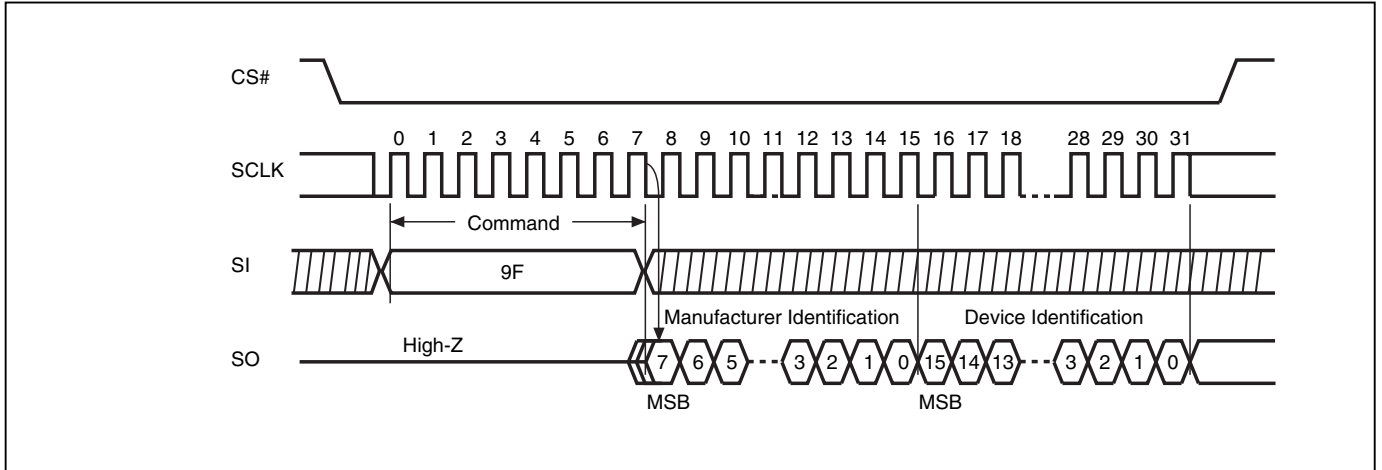 CS#
0 1 2 3 4 5 6 7 8 9 10 11 12 13 14 15 16 17 18 28 29 30 31
SCLK
Command
SI
9F
Manufacturer Identification Device Identification
High-Z
SO
7 6 5 3 2 1 0 15 14 13 3 2 1 0
MSB MSB